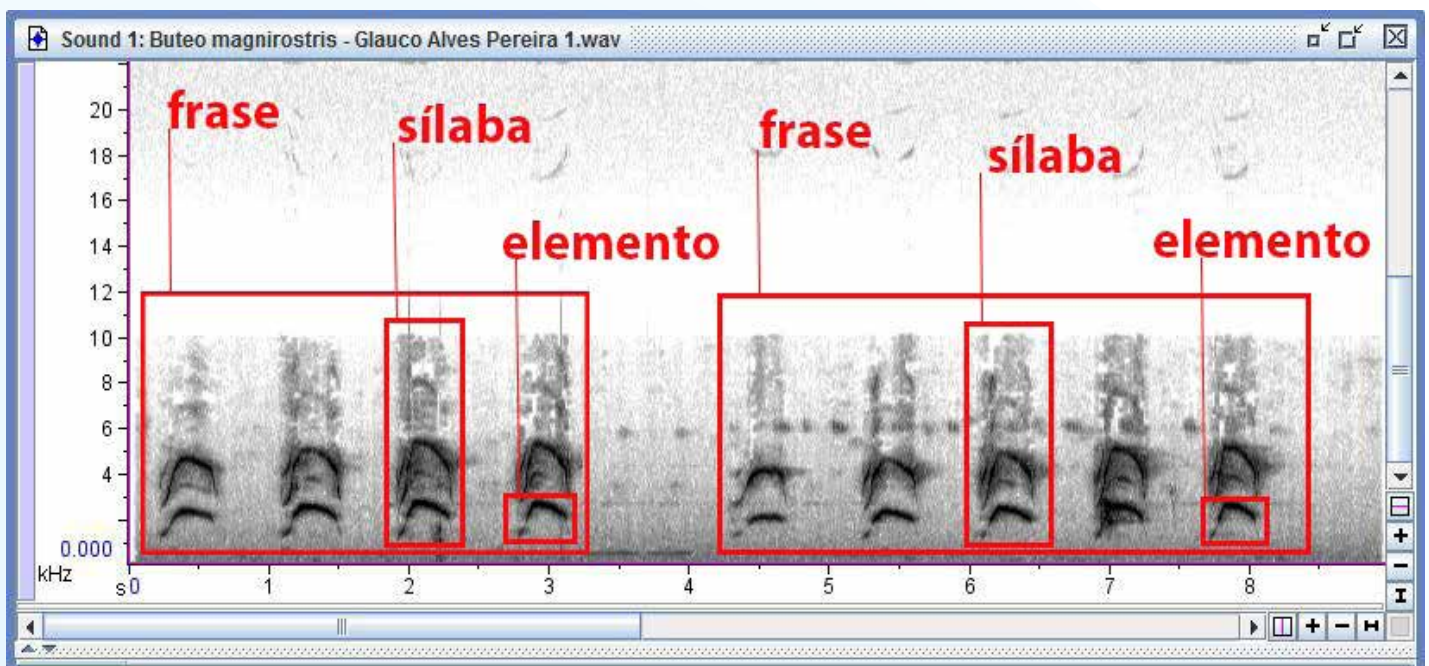 Sound 1: Buteo magnirostris - Glauco Alves Pereira 1.wav
frase
sílaba
elemento
frase
sílaba
elemento
20
18
16
14
12
10
8
6
4
0.000
kHz
s 0 1 2 3 4 5 6 7 8